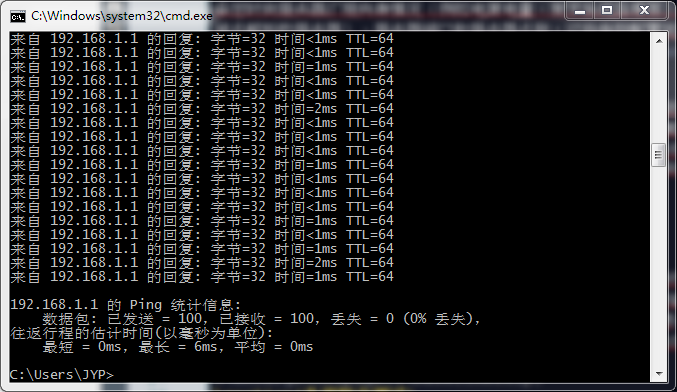 C:\Windows\system32\cmd.exe
来自 192.168.1.1 的回复: 字节=32 时间<1ms TTL=64
来自 192.168.1.1 的回复: 字节=32 时间<1ms TTL=64
来自 192.168.1.1 的回复: 字节=32 时间=1ms TTL=64
来自 192.168.1.1 的回复: 字节=32 时间<1ms TTL=64
来自 192.168.1.1 的回复: 字节=32 时间<1ms TTL=64
来自 192.168.1.1 的回复: 字节=32 时间=2ms TTL=64
来自 192.168.1.1 的回复: 字节=32 时间<1ms TTL=64
来自 192.168.1.1 的回复: 字节=32 时间<1ms TTL=64
来自 192.168.1.1 的回复: 字节=32 时间<1ms TTL=64
来自 192.168.1.1 的回复: 字节=32 时间=1ms TTL=64
来自 192.168.1.1 的回复: 字节=32 时间<1ms TTL=64
来自 192.168.1.1 的回复: 字节=32 时间=1ms TTL=64
来自 192.168.1.1 的回复: 字节=32 时间<1ms TTL=64
来自 192.168.1.1 的回复: 字节=32 时间=1ms TTL=64
来自 192.168.1.1 的回复: 字节=32 时间<1ms TTL=64
来自 192.168.1.1 的回复: 字节=32 时间=1ms TTL=64
来自 192.168.1.1 的回复: 字节=32 时间=2ms TTL=64
来自 192.168.1.1 的回复: 字节=32 时间=1ms TTL=64
192.168.1.1 的 Ping 统计信息:
数据包: 已发送 = 100，已接收 = 100，丢失 = 0 (0% 丢失)，
往返行程的估计时间(以毫秒为单位):
最短 = 0ms，最长 = 6ms，平均 = 0ms
C:\Users\JYP>